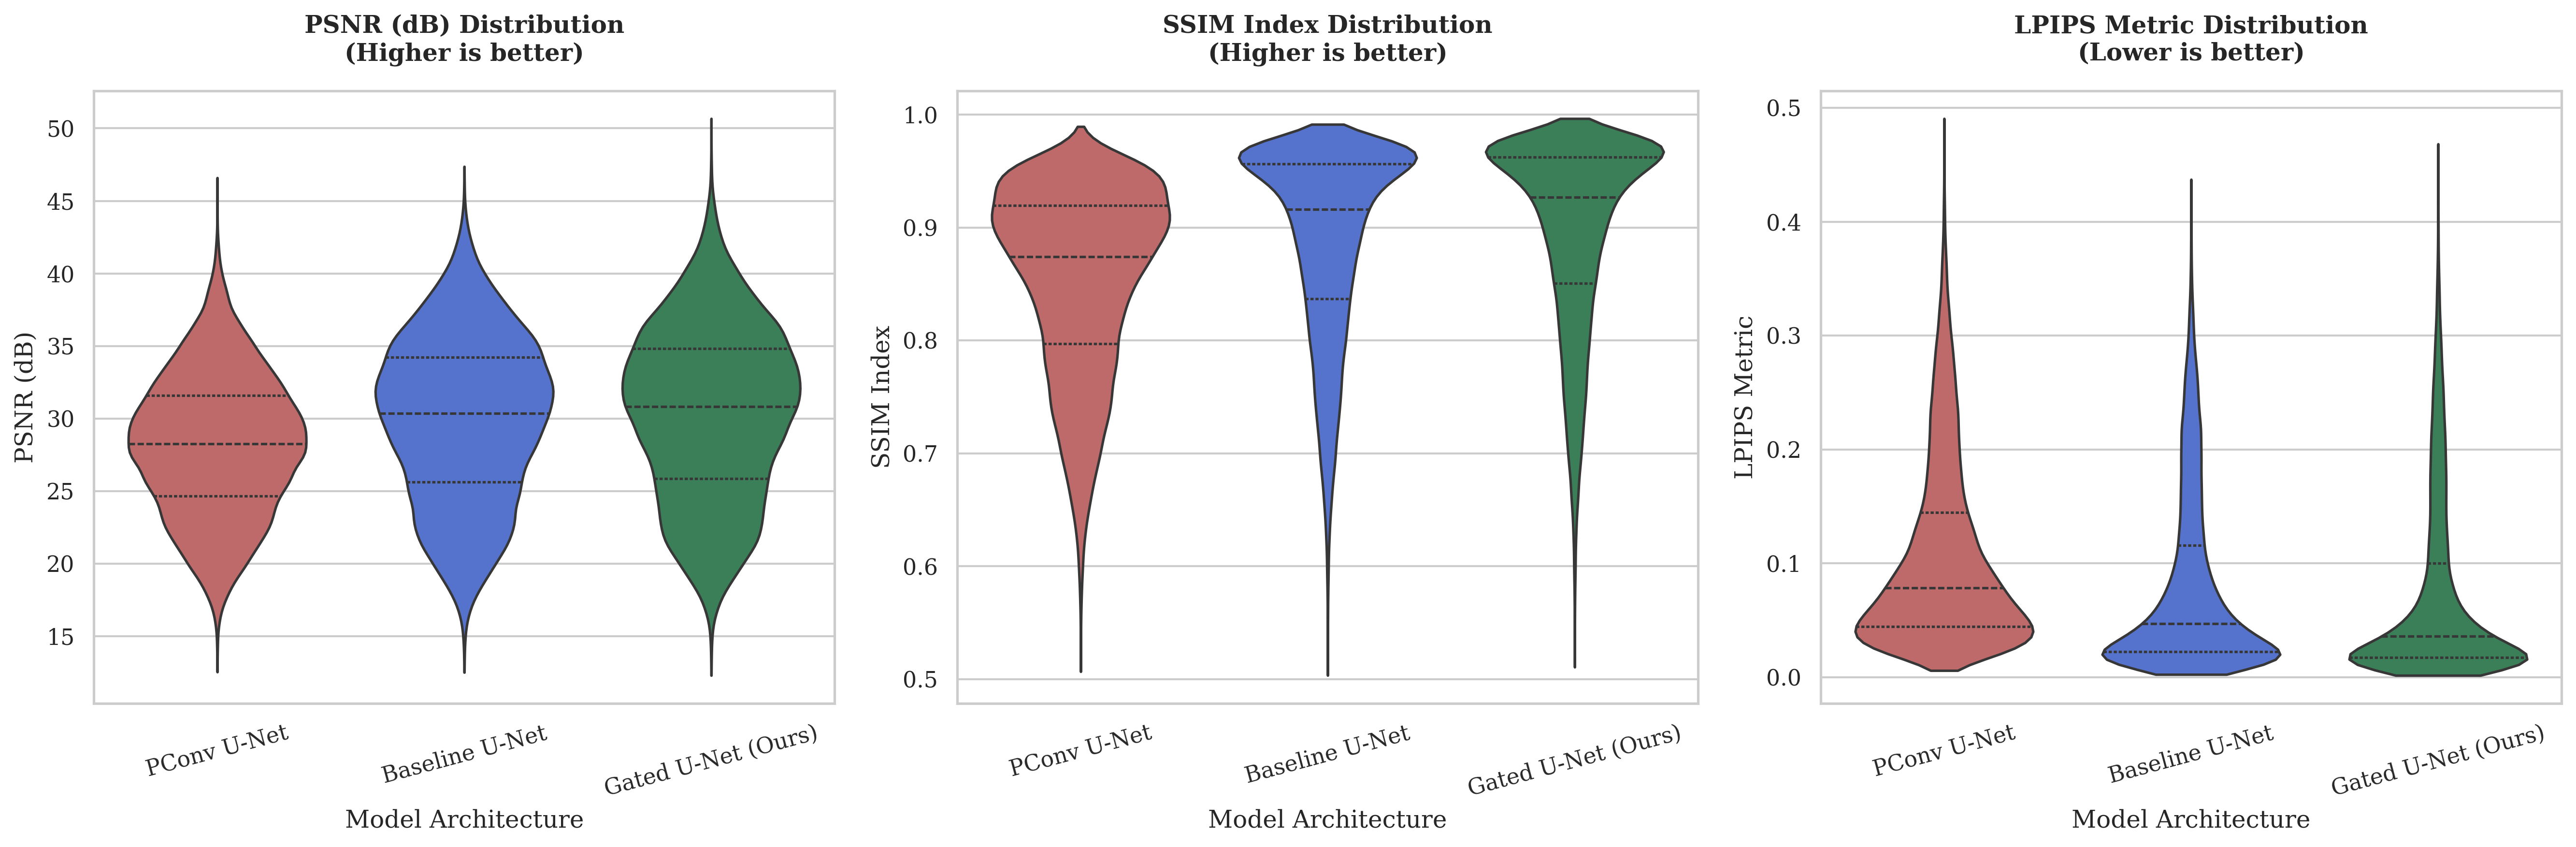 PSNR (dB) Distribution
(Higher is better)
PSNR (dB)
50
45
40
35
30
25
20
15
PConv U-Net
Baseline U-Net
Gated U-Net (Ours)
Model Architecture
SSIM Index Distribution
(Higher is better)
SSIM Index
1.0
0.9
0.8
0.7
0.6
0.5
PConv U-Net
Baseline U-Net
Gated U-Net (Ours)
Model Architecture
LPIPS Metric Distribution
(Lower is better)
LPIPS Metric
0.5
0.4
0.3
0.2
0.1
0.0
PConv U-Net
Baseline U-Net
Gated U-Net (Ours)
Model Architecture